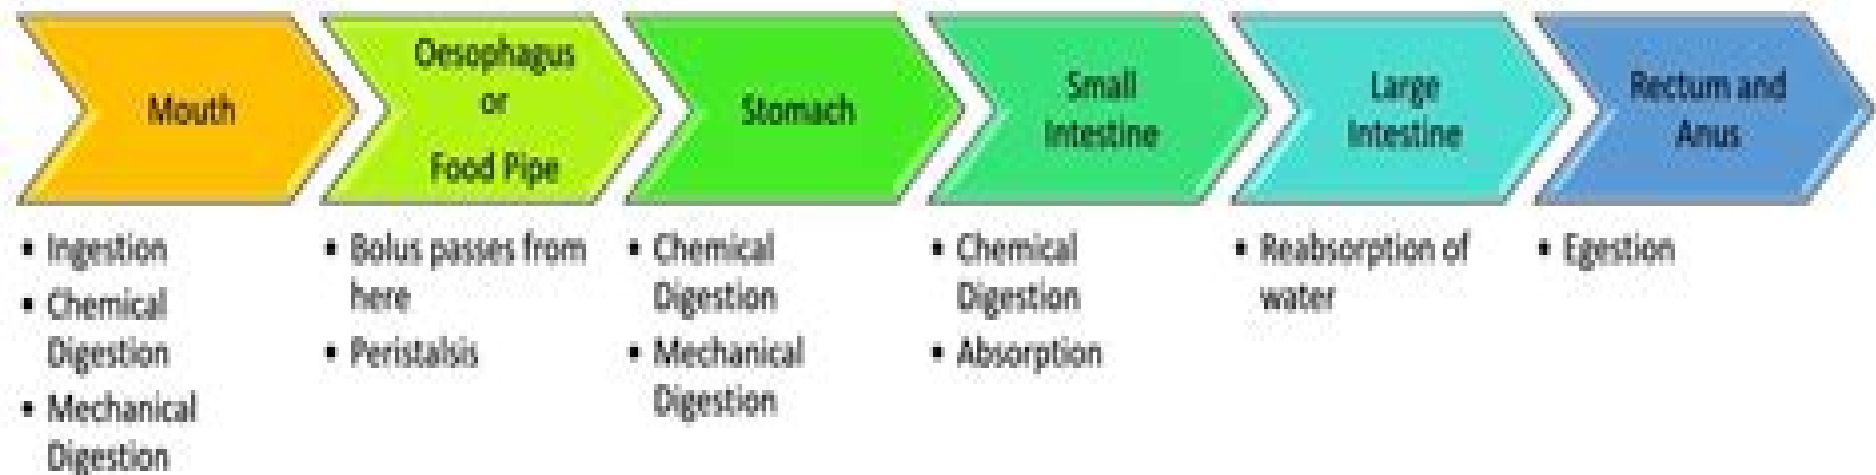 Mouth
Oesophagus
or
Food Pipe
Stomach
Small
Intestine
Large
Intestine
Rectum and
Anus
• Ingestion
• Chemical
Digestion
• Mechanical
Digestion
• Bolus passes from
here
• Peristalsis
• Chemical
Digestion
• Mechanical
Digestion
• Chemical
Digestion
• Absorption
• Reabsorption of
water
• Egestion